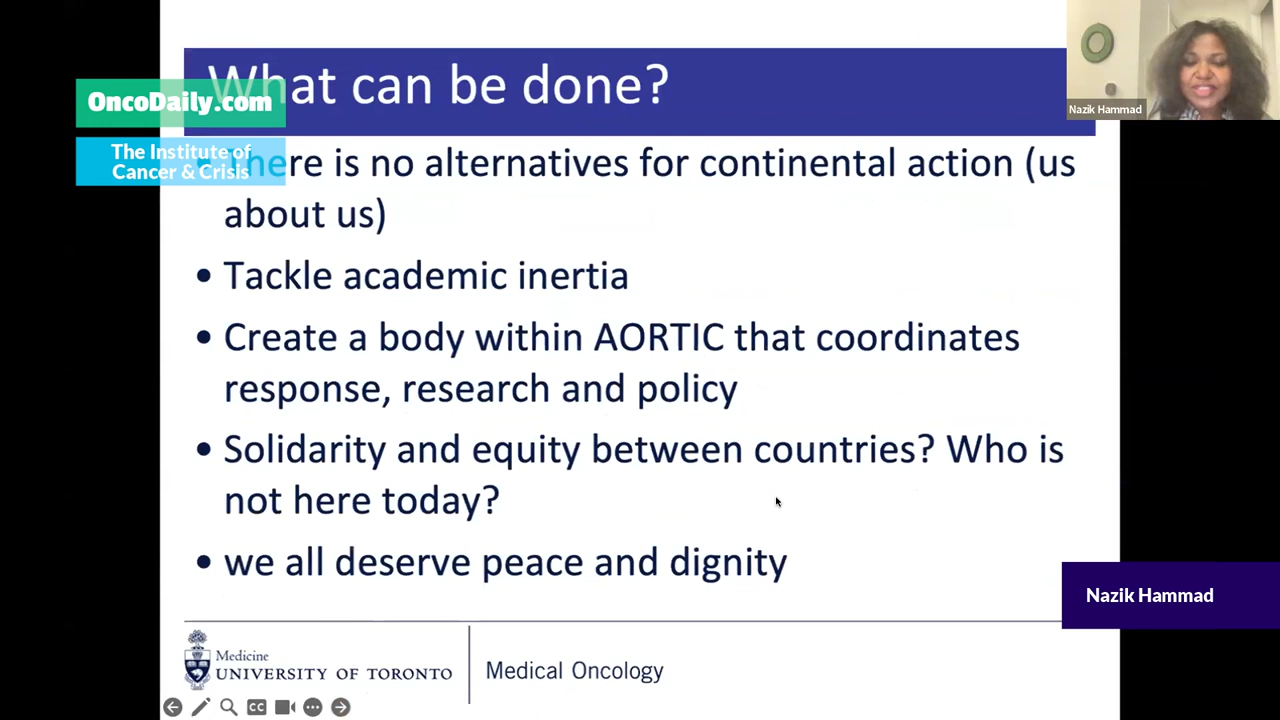 What can be done?
OncoDaily.com
The Institute of
Cancer & Crisis
Nazik Hammad
There is no alternatives for continental action (us
about us)
• Tackle academic inertia
• Create a body within AORTIC that coordinates
response, research and policy
• Solidarity and equity between countries? Who is
not here today?
• we all deserve peace and dignity
Nazik Hammad
Medicine
UNIVERSITY OF TORONTO
Medical Oncology
CC